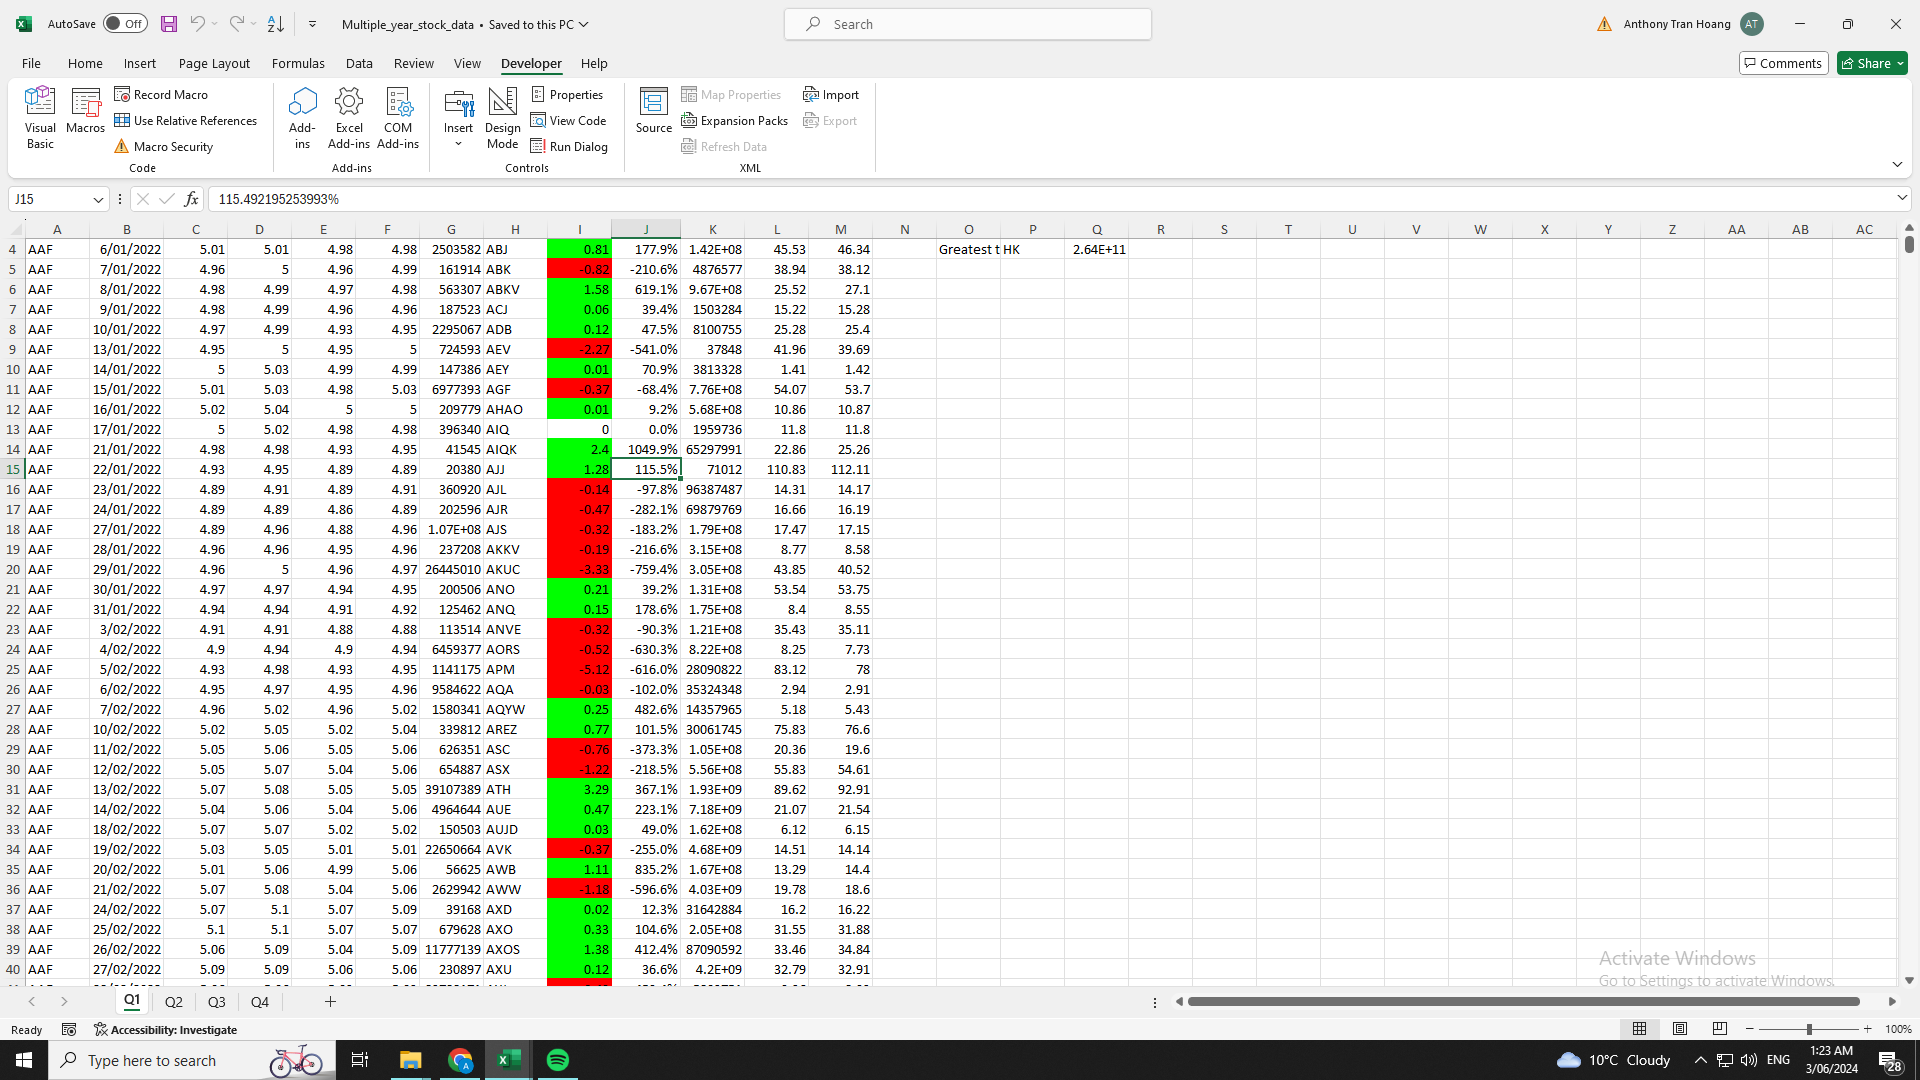 AutoSave Off Multiple_year_stock_data • Saved to this PC Search Anthony Tran Hoang AT
File Home Insert Page Layout Formulas Data Review View Developer Help Comments Share
Visual Basic Macros Record Macro Use Relative References Macro Security Add-ins Excel Add-ins COM Add-ins Insert Design Mode Properties View Code Run Dialog Source Map Properties Expansion Packs Refresh Data Import Export
Code Add-ins Controls XML
J15 fx 115.492195253993%
A B C D E F G H I J K L M N O P Q R S T U V W X Y Z AA AB AC
4 AAF 6/01/2022 5.01 5.01 4.98 4.98 2503582 ABJ 0.81 177.9% 1.42E+08 45.53 46.34 Greatest t HK 2.64E+11
5 AAF 7/01/2022 4.96 5 4.96 4.99 161914 ABK -0.82 -210.6% 4876577 38.94 38.12
6 AAF 8/01/2022 4.98 4.99 4.97 4.98 563307 ABKV 1.58 619.1% 9.67E+08 25.52 27.1
7 AAF 9/01/2022 4.98 4.99 4.96 4.96 187523 ACJ 0.06 39.4% 1503284 15.22 15.28
8 AAF 10/01/2022 4.97 4.99 4.93 4.95 2295067 ADB 0.12 47.5% 8100755 25.28 25.4
9 AAF 13/01/2022 4.95 5 4.95 5 724593 AEV -2.27 -541.0% 37848 41.96 39.69
10 AAF 14/01/2022 5 5.03 4.99 4.99 147386 AEY 0.01 70.9% 3813328 1.41 1.42
11 AAF 15/01/2022 5.01 5.03 4.98 5.03 6977393 AGF -0.37 -68.4% 7.76E+08 54.07 53.7
12 AAF 16/01/2022 5.02 5.04 5 5 209779 AHAO 0.01 9.2% 5.68E+08 10.86 10.87
13 AAF 17/01/2022 5 5.02 4.98 4.98 396340 AIQ 0 0.0% 1959736 11.8 11.8
14 AAF 21/01/2022 4.98 4.98 4.93 4.95 41545 AIQK 2.4 1049.9% 65297991 22.86 25.26
15 AAF 22/01/2022 4.93 4.95 4.89 4.89 20380 AJJ 1.28 115.5% 71012 110.83 112.11
16 AAF 23/01/2022 4.89 4.91 4.89 4.91 360920 AJL -0.14 -97.8% 96387487 14.31 14.17
17 AAF 24/01/2022 4.89 4.89 4.86 4.89 202596 AJR -0.47 -282.1% 69879769 16.66 16.19
18 AAF 27/01/2022 4.89 4.96 4.88 4.96 1.07E+08 AJS -0.32 -183.2% 1.79E+08 17.47 17.15
19 AAF 28/01/2022 4.96 4.96 4.95 4.96 237208 AKKV -0.19 -216.6% 3.15E+08 8.77 8.58
20 AAF 29/01/2022 4.96 5 4.96 4.97 26445010 AKUC -3.33 -759.4% 3.05E+08 43.85 40.52
21 AAF 30/01/2022 4.97 4.97 4.94 4.95 200506 ANO 0.21 39.2% 1.31E+08 53.54 53.75
22 AAF 31/01/2022 4.94 4.94 4.91 4.92 125462 ANQ 0.15 178.6% 1.75E+08 8.4 8.55
23 AAF 3/02/2022 4.91 4.91 4.88 4.88 113514 ANVE -0.32 -90.3% 1.21E+08 35.43 35.11
24 AAF 4/02/2022 4.9 4.94 4.9 4.94 6459377 AORS -0.52 -630.3% 8.22E+08 8.25 7.73
25 AAF 5/02/2022 4.93 4.98 4.93 4.95 1141175 APM -5.12 -616.0% 28090822 83.12 78
26 AAF 6/02/2022 4.95 4.97 4.95 4.96 9584622 AQA -0.03 -102.0% 35324348 2.94 2.91
27 AAF 7/02/2022 4.96 5.02 4.96 5.02 1580341 AQYW 0.25 482.6% 14357965 5.18 5.43
28 AAF 10/02/2022 5.02 5.05 5.02 5.04 339812 AREZ 0.77 101.5% 30061745 75.83 76.6
29 AAF 11/02/2022 5.05 5.06 5.05 5.06 626351 ASC -0.76 -373.3% 1.05E+08 20.36 19.6
30 AAF 12/02/2022 5.05 5.07 5.04 5.06 654887 ASX -1.22 -218.5% 5.56E+08 55.83 54.61
31 AAF 13/02/2022 5.07 5.08 5.05 5.05 39107389 ATH 3.29 367.1% 1.93E+09 89.62 92.91
32 AAF 14/02/2022 5.04 5.06 5.04 5.06 4964644 AUE 0.47 223.1% 7.18E+09 21.07 21.54
33 AAF 18/02/2022 5.07 5.07 5.02 5.02 150503 AUJD 0.03 49.0% 1.62E+08 6.12 6.15
34 AAF 19/02/2022 5.03 5.05 5.01 5.01 22650664 AVK -0.37 -255.0% 4.68E+09 14.51 14.14
35 AAF 20/02/2022 5.01 5.06 4.99 5.06 56625 AWB 1.11 835.2% 1.67E+08 13.29 14.4
36 AAF 21/02/2022 5.07 5.08 5.04 5.06 2629942 AWW -1.18 -596.6% 4.03E+09 19.78 18.6
37 AAF 24/02/2022 5.07 5.1 5.07 5.09 39168 AXD 0.02 12.3% 31642884 16.2 16.22
38 AAF 25/02/2022 5.1 5.1 5.07 5.07 679628 AXO 0.33 104.6% 2.05E+08 31.55 31.88
39 AAF 26/02/2022 5.06 5.09 5.04 5.09 11777139 AXOS 1.38 412.4% 87090592 33.46 34.84
40 AAF 27/02/2022 5.09 5.09 5.06 5.06 230897 AXU 0.12 36.6% 4.2E+09 32.79 32.91
Activate Windows
Go to Settings to activate Windows.
Q1 Q2 Q3 Q4
Ready Accessibility: Investigate 100%
Type here to search 10°C Cloudy ENG 1:23 AM 3/06/2024 28